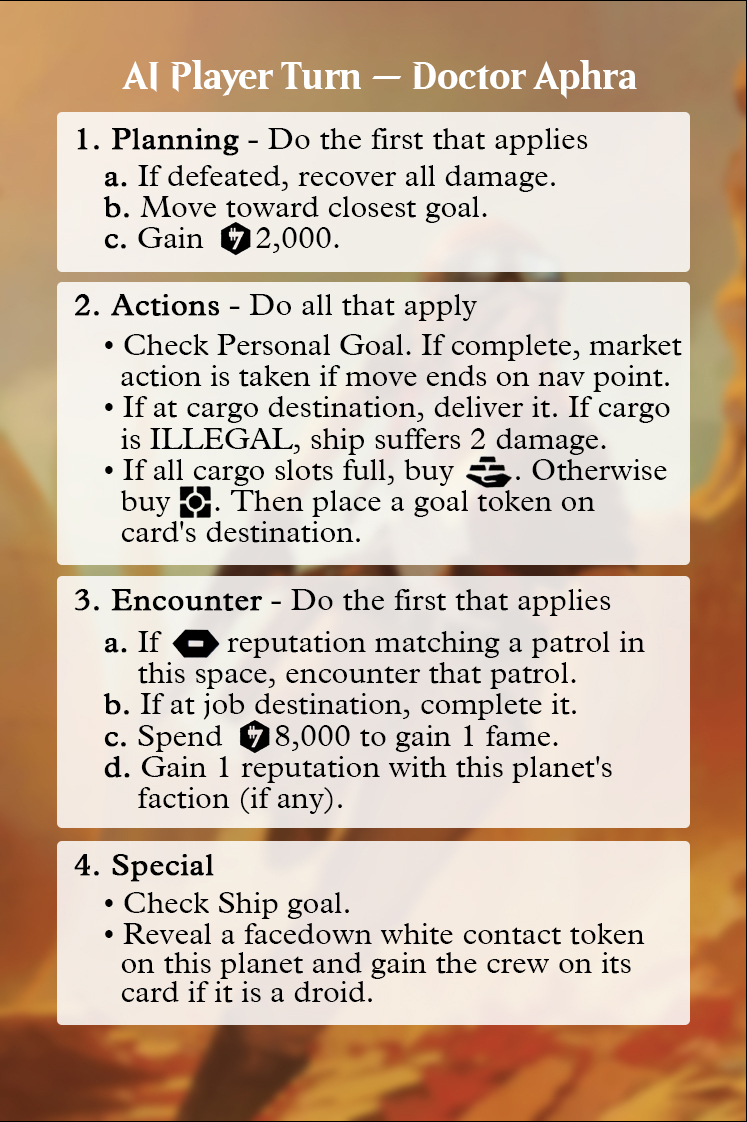 AI Player Turn — Doctor Aphra
1. Planning - Do the first that applies
a. If defeated, recover all damage.
b. Move toward closest goal.
c. Gain 2,000.
2. Actions - Do all that apply
• Check Personal Goal. If complete, market
action is taken if move ends on nav point.
• If at cargo destination, deliver it. If cargo
is ILLEGAL, ship suffers 2 damage.
• If all cargo slots full, buy . Otherwise
buy . Then place a goal token on
card's destination.
3. Encounter - Do the first that applies
a. If reputation matching a patrol in
this space, encounter that patrol.
b. If at job destination, complete it.
c. Spend 8,000 to gain 1 fame.
d. Gain 1 reputation with this planet's
faction (if any).
4. Special
• Check Ship goal.
• Reveal a facedown white contact token
on this planet and gain the crew on its
card if it is a droid.